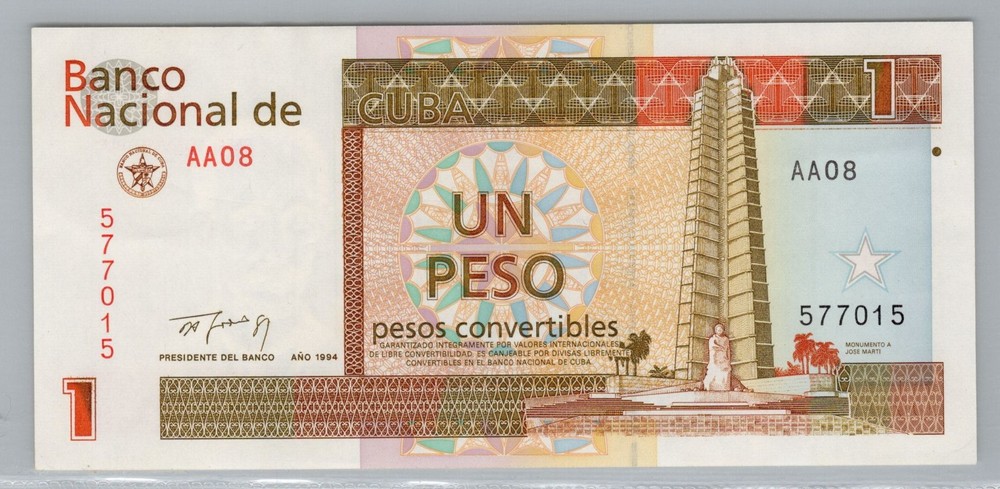 Banco
Nacional de
CUBA
1
AA08
AA08
577015
UN
PESO
pesos convertibles
GARANTIZADO INTEGRAMENTE POR VALORES INTERNACIONALES
DE LIBRE CONVERTIBILIDAD. ES CANJEABLE POR DIVISAS LIBREMENTE
CONVERTIBLES EN EL BANCO NACIONAL DE CUBA.
577015
MONUMENTO A
JOSE MARTI
PRESIDENTE DEL BANCO AÑO 1994
1